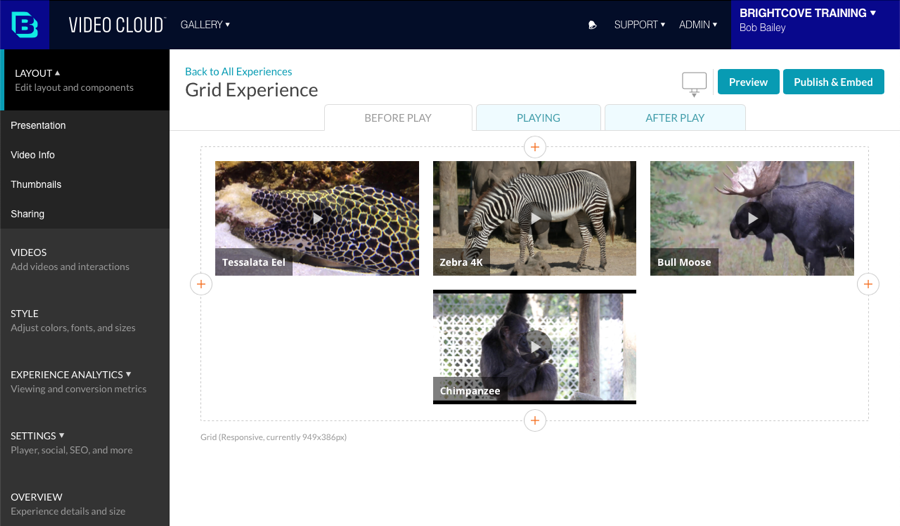 VIDEO CLOUD GALLERY SUPPORT ADMIN BRIGHTCOVE TRAINING
Bob Bailey
LAYOUT
Edit layout and components
Presentation
Video Info
Thumbnails
Sharing
VIDEOS
Add videos and interactions
STYLE
Adjust colors, fonts, and sizes
EXPERIENCE ANALYTICS
Viewing and conversion metrics
SETTINGS
Player, social, SEO, and more
OVERVIEW
Experience details and size
Back to All Experiences
Grid Experience
Preview
Publish & Embed
BEFORE PLAY
PLAYING
AFTER PLAY
Tessalata Eel
Zebra 4K
Bull Moose
Chimpanzee
Grid (Responsive, currently 949x386px)